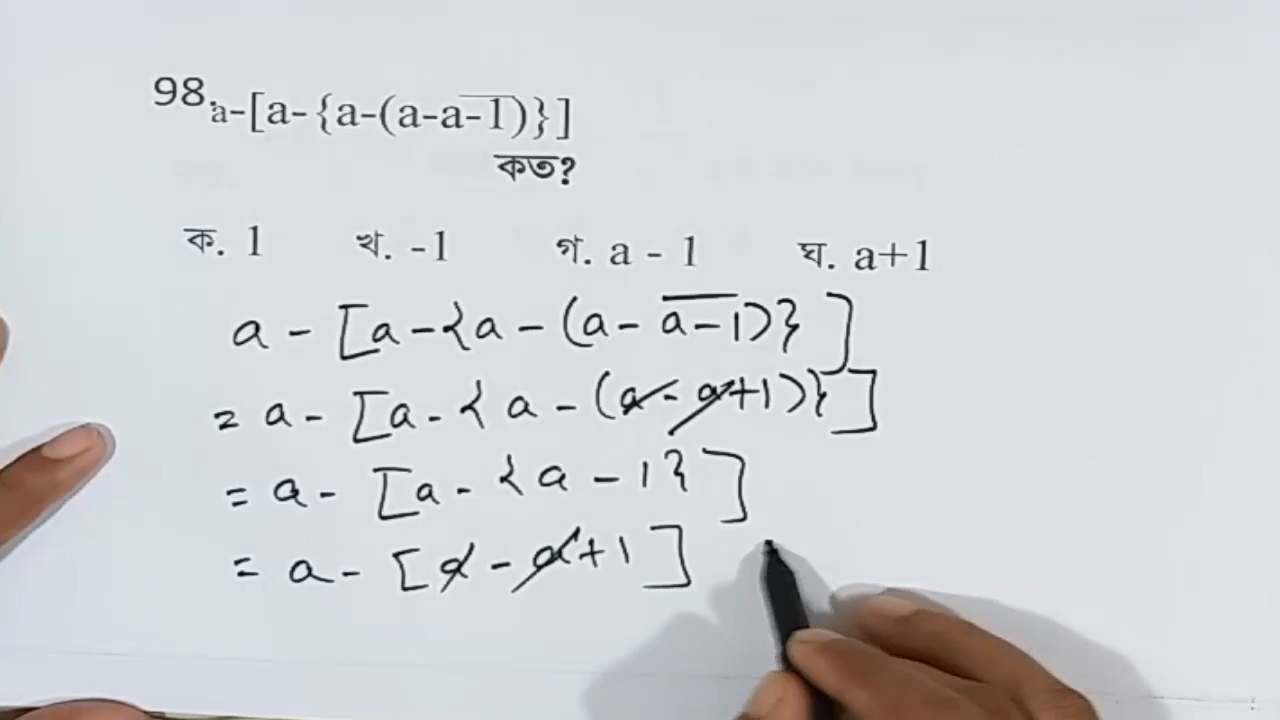 98. a-[a-{a-(a-a̅-̅1̅)}]
কত?
ক. 1 খ. -1 গ. a - 1 ঘ. a+1
a - [a - {a - (a - a̅ ̅-̅ ̅1̅)}]
= a - [a - {a - (a - a + 1)}]
= a - [a - {a - 1}]
= a - [a - a + 1]